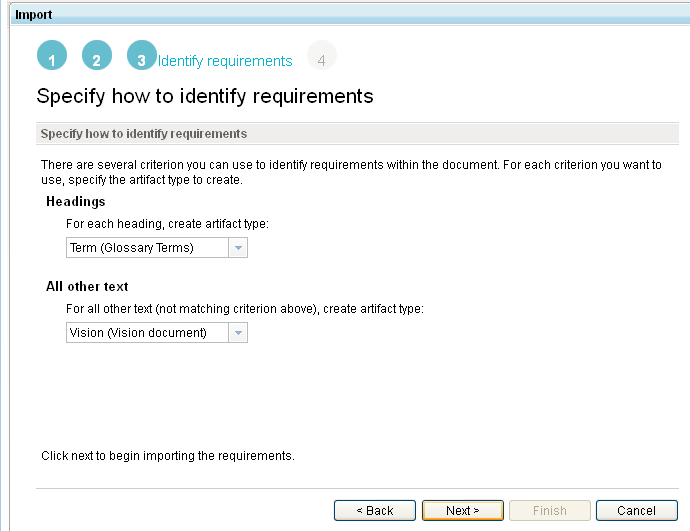 Import
1 2 3 Identify requirements 4
Specify how to identify requirements
Specify how to identify requirements
There are several criterion you can use to identify requirements within the document. For each criterion you want to
use, specify the artifact type to create.
Headings
For each heading, create artifact type:
Term (Glossary Terms)
All other text
For all other text (not matching criterion above), create artifact type:
Vision (Vision document)
Click next to begin importing the requirements.
< Back Next > Finish Cancel